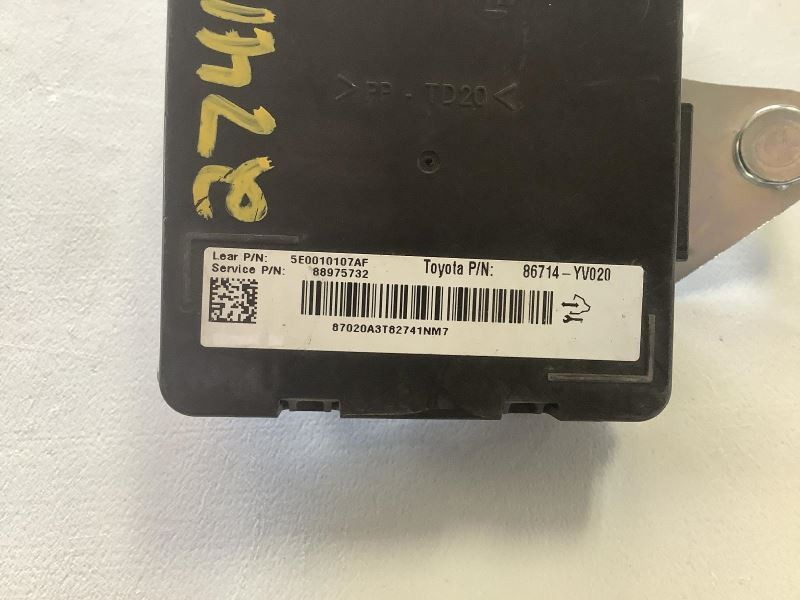 >PP - TD20<
Lear P/N: 5E0010107AF Toyota P/N: 86714-YV020
Service P/N: 88975732
87020A3T82741NM7